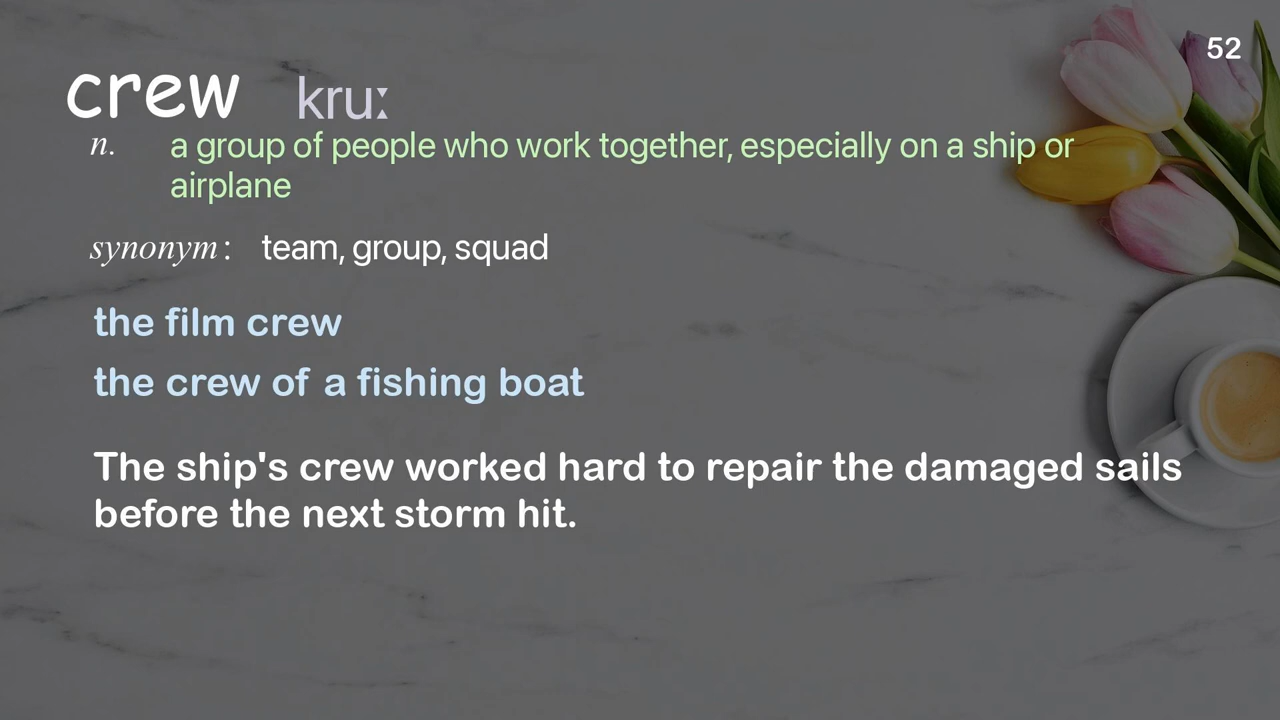 52
crew kruː
n. a group of people who work together, especially on a ship or
airplane
synonym: team, group, squad
the film crew
the crew of a fishing boat
The ship's crew worked hard to repair the damaged sails
before the next storm hit.